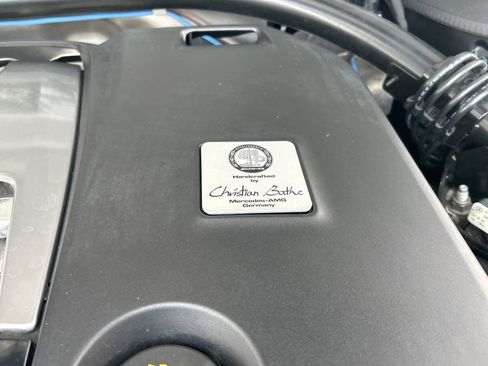 Handcrafted
by
Christian Bathe
Mercedes-AMG
Germany